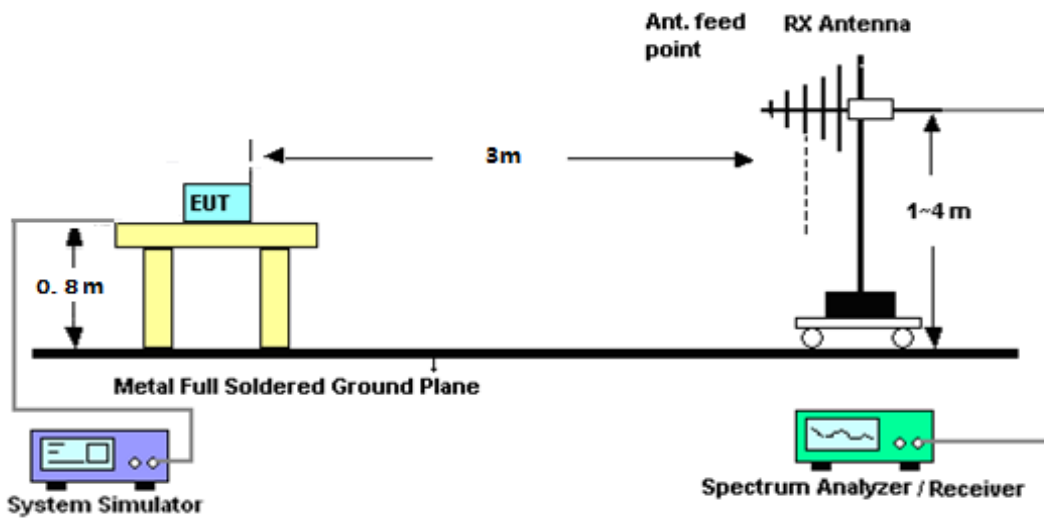 Ant. feed
point
RX Antenna
3m
EUT
1~4 m
0. 8 m
Metal Full Soldered Ground Plane
System Simulator
Spectrum Analyzer / Receiver